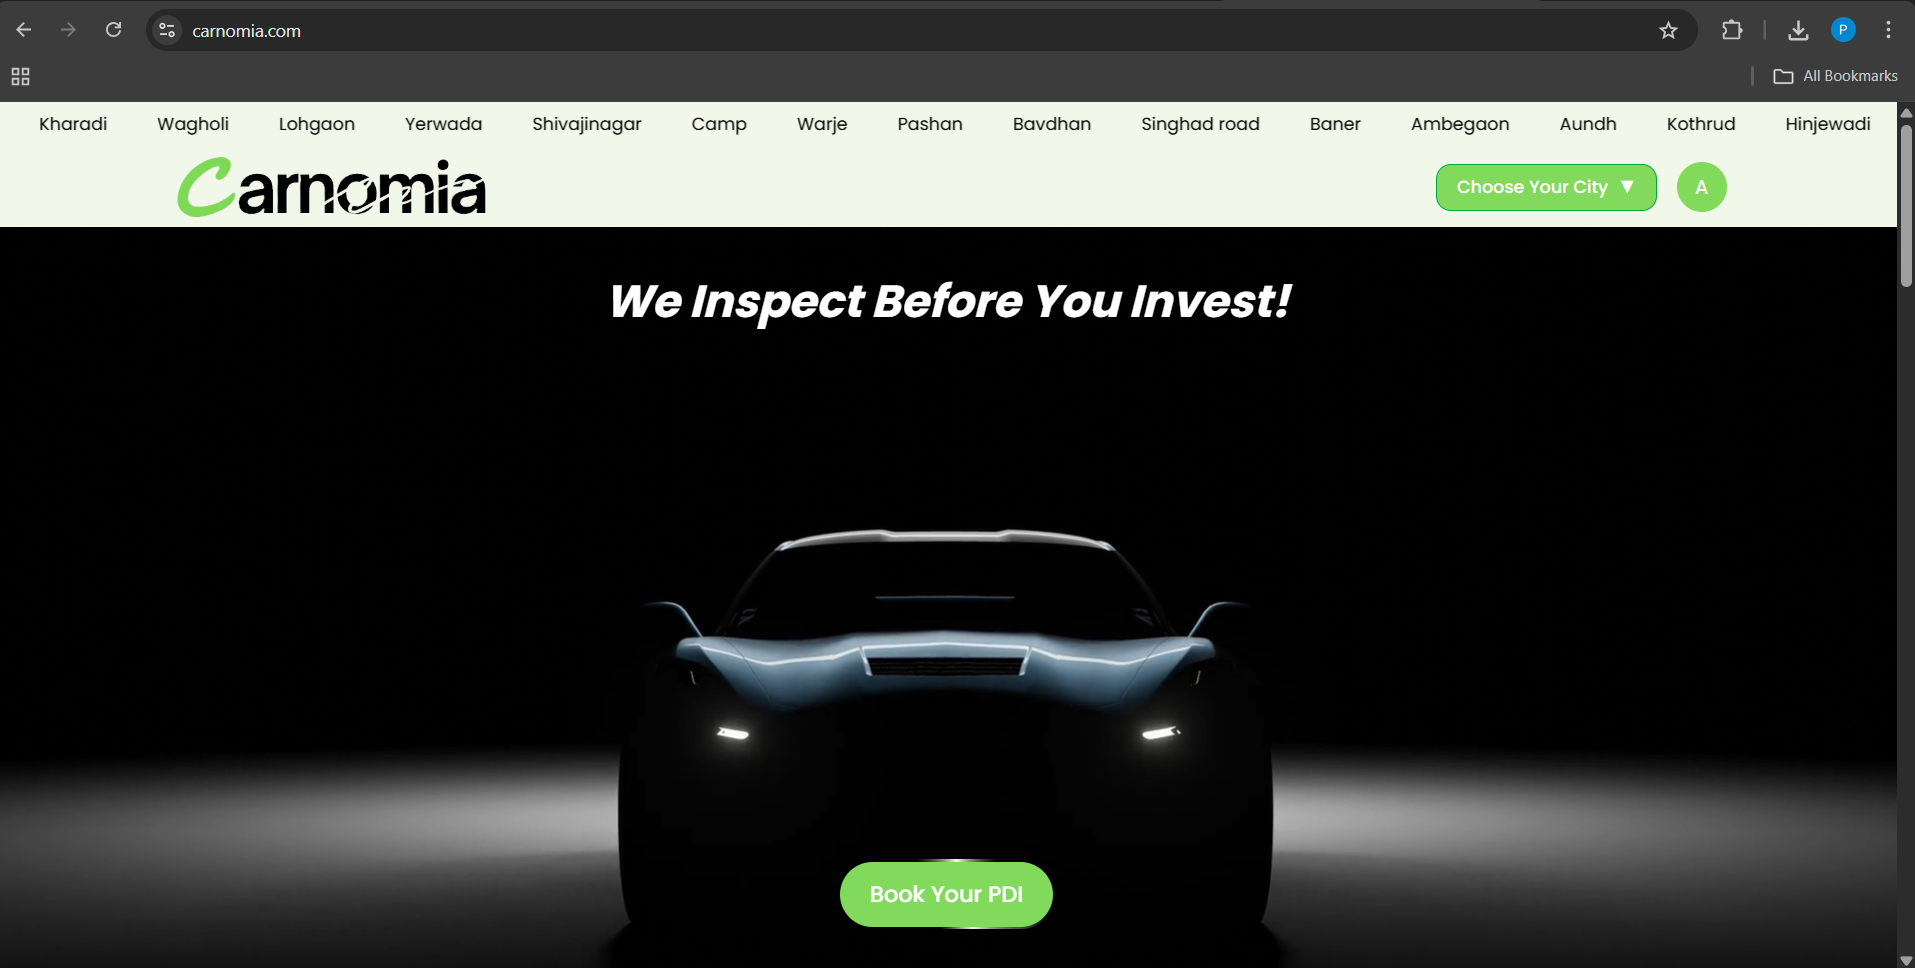 carnomia.com
P
All Bookmarks
Kharadi Wagholi Lohgaon Yerwada Shivajinagar Camp Warje Pashan Bavdhan Singhad road Baner Ambegaon Aundh Kothrud Hinjewadi
Carnomia
Choose Your City ▼
A
We Inspect Before You Invest!
Book Your PDI